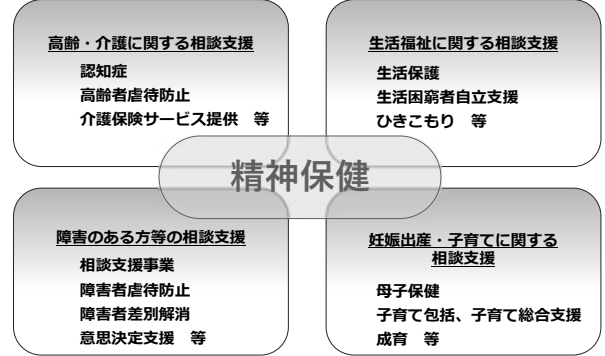 高齢・介護に関する相談支援
認知症
高齢者虐待防止
介護保険サービス提供　等
生活福祉に関する相談支援
生活保護
生活困窮者自立支援
ひきこもり　等
精神保健
障害のある方等の相談支援
相談支援事業
障害者虐待防止
障害者差別解消
意思決定支援　等
妊娠出産・子育てに関する
相談支援
母子保健
子育て包括、子育て総合支援
成育　等